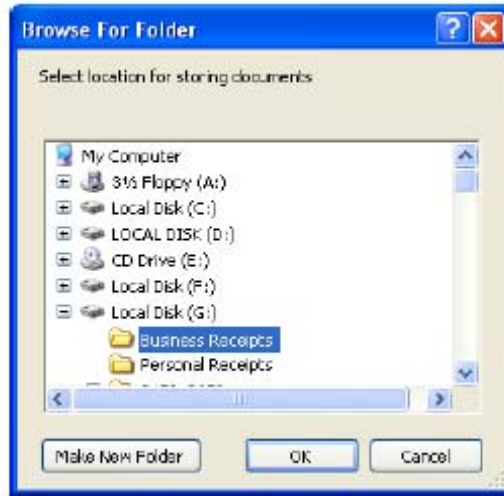 Browse For Folder
Select location for storing documents
My Computer
3½ Floppy (A:)
Local Disk (C:)
LOCAL DISK (D:)
CD Drive (E:)
Local Disk (F:)
Local Disk (G:)
Business Receipts
Personal Receipts
Make New Folder OK Cancel